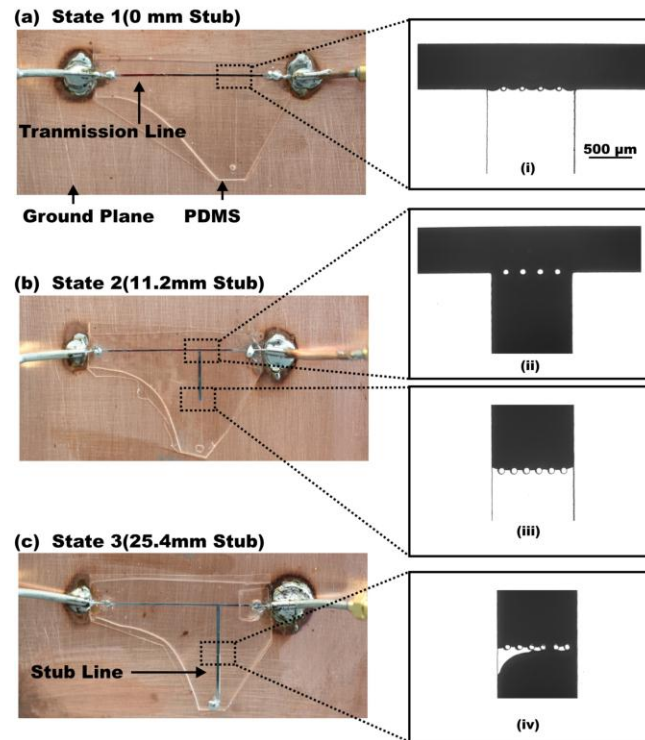 (a) State 1(0 mm Stub)
Tranmission Line
Ground Plane
PDMS
(i)
500 µm
(b) State 2(11.2mm Stub)
(ii)
(iii)
(c) State 3(25.4mm Stub)
Stub Line
(iv)